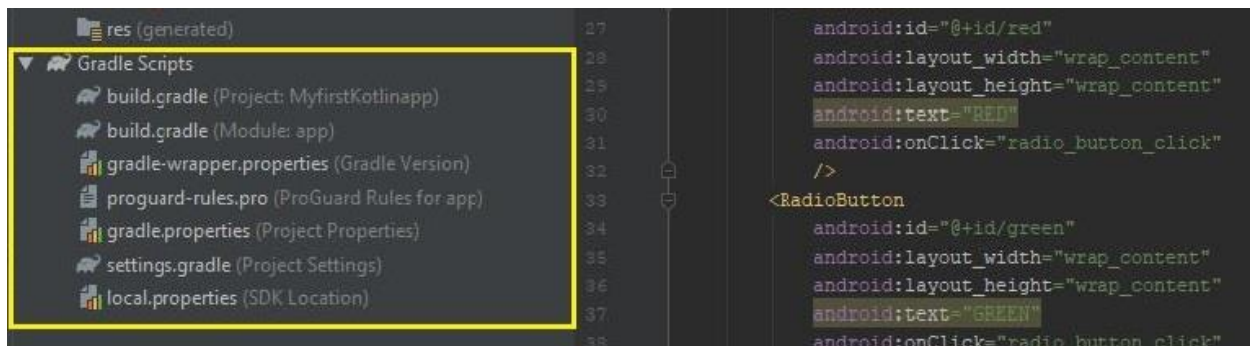 res (generated)
Gradle Scripts
build.gradle (Project: MyfirstKotlinapp)
build.gradle (Module: app)
gradle-wrapper.properties (Gradle Version)
proguard-rules.pro (ProGuard Rules for app)
gradle.properties (Project Properties)
settings.gradle (Project Settings)
local.properties (SDK Location)
27 android:id="@+id/red"
28 android:layout_width="wrap_content"
29 android:layout_height="wrap_content"
30 android:text="RED"
31 android:onClick="radio_button_click"
32 />
33 <RadioButton
34 android:id="@+id/green"
35 android:layout_width="wrap_content"
36 android:layout_height="wrap_content"
37 android:text="GREEN"
38 android:onClick="radio_button_click"